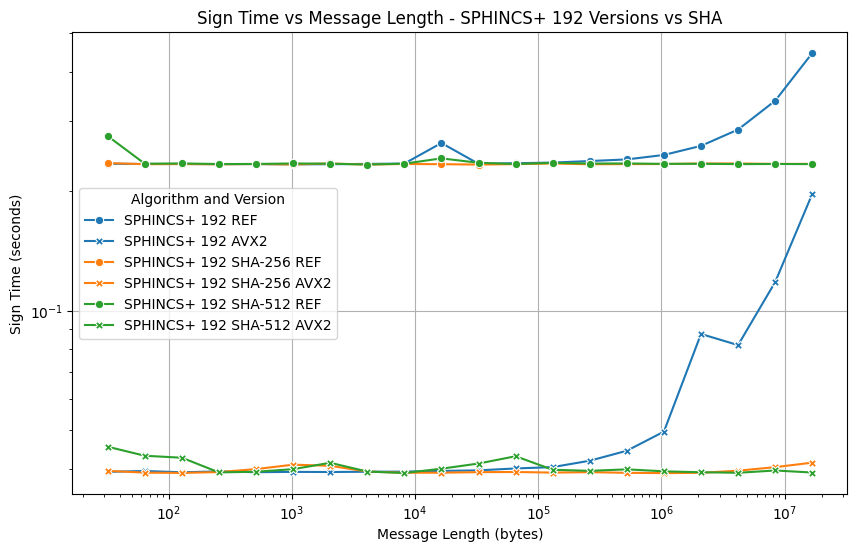 Sign Time vs Message Length - SPHINCS+ 192 Versions vs SHA
Sign Time (seconds)
10⁻¹
Algorithm and Version
SPHINCS+ 192 REF
SPHINCS+ 192 AVX2
SPHINCS+ 192 SHA-256 REF
SPHINCS+ 192 SHA-256 AVX2
SPHINCS+ 192 SHA-512 REF
SPHINCS+ 192 SHA-512 AVX2
10² 10³ 10⁴ 10⁵ 10⁶ 10⁷
Message Length (bytes)